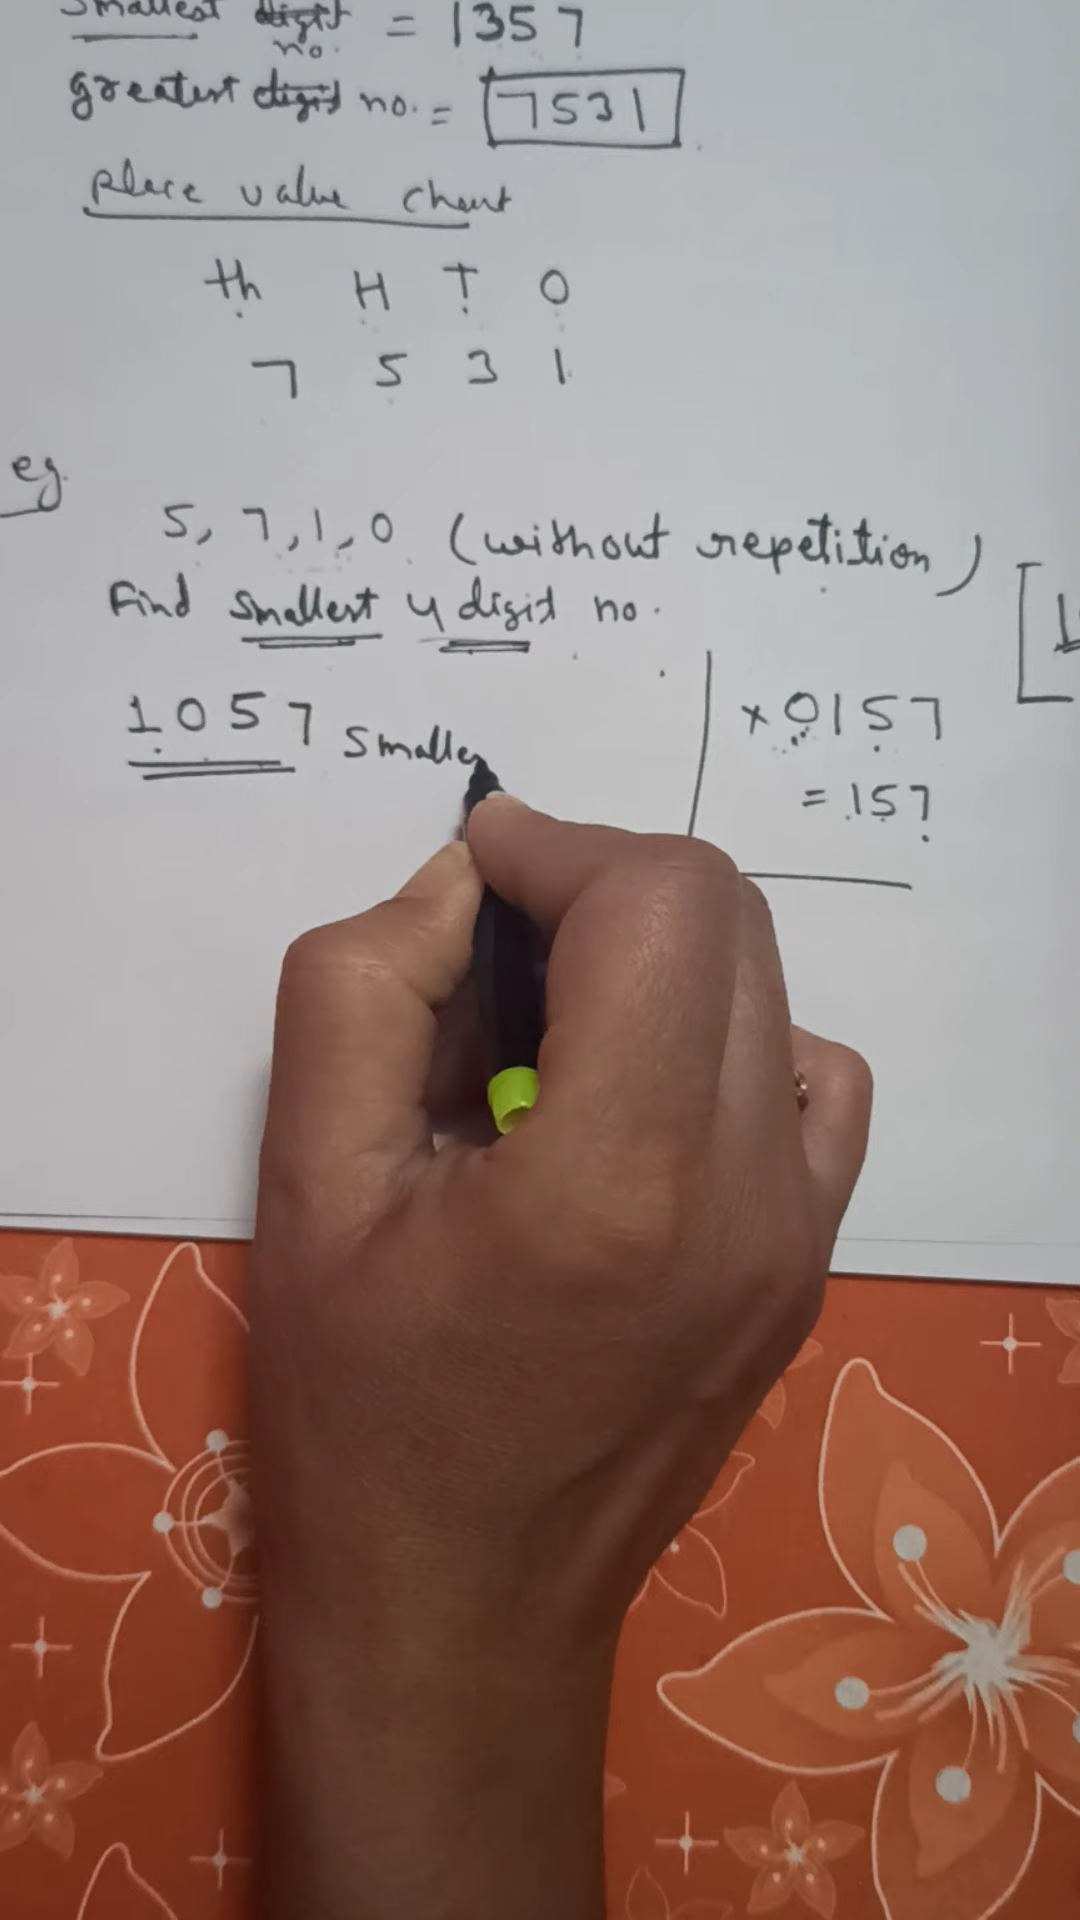 smallest digit no. = 1357
greatest digit no. = 7531
place value chart
th H T O
7 5 3 1
eg.
5, 7, 1, 0 (without repetition)
Find smallest 4 digit no.
1057 smalle
× 0157
= 157